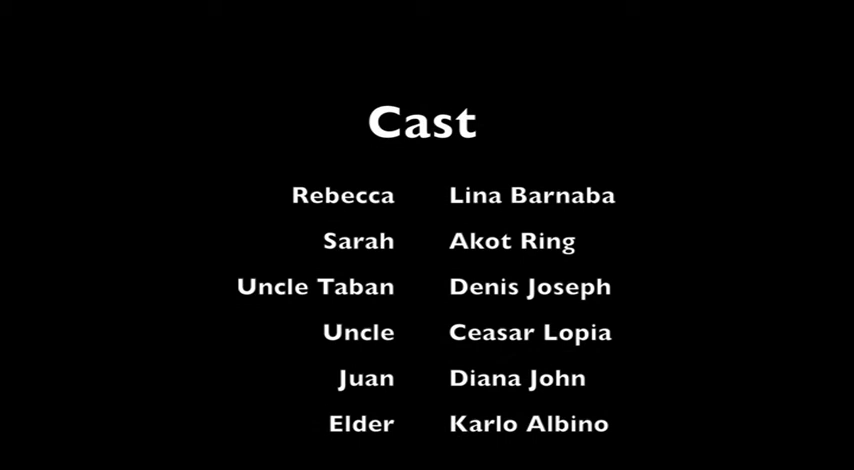 Cast
Rebecca Lina Barnaba
Sarah Akot Ring
Uncle Taban Denis Joseph
Uncle Ceasar Lopia
Juan Diana John
Elder Karlo Albino